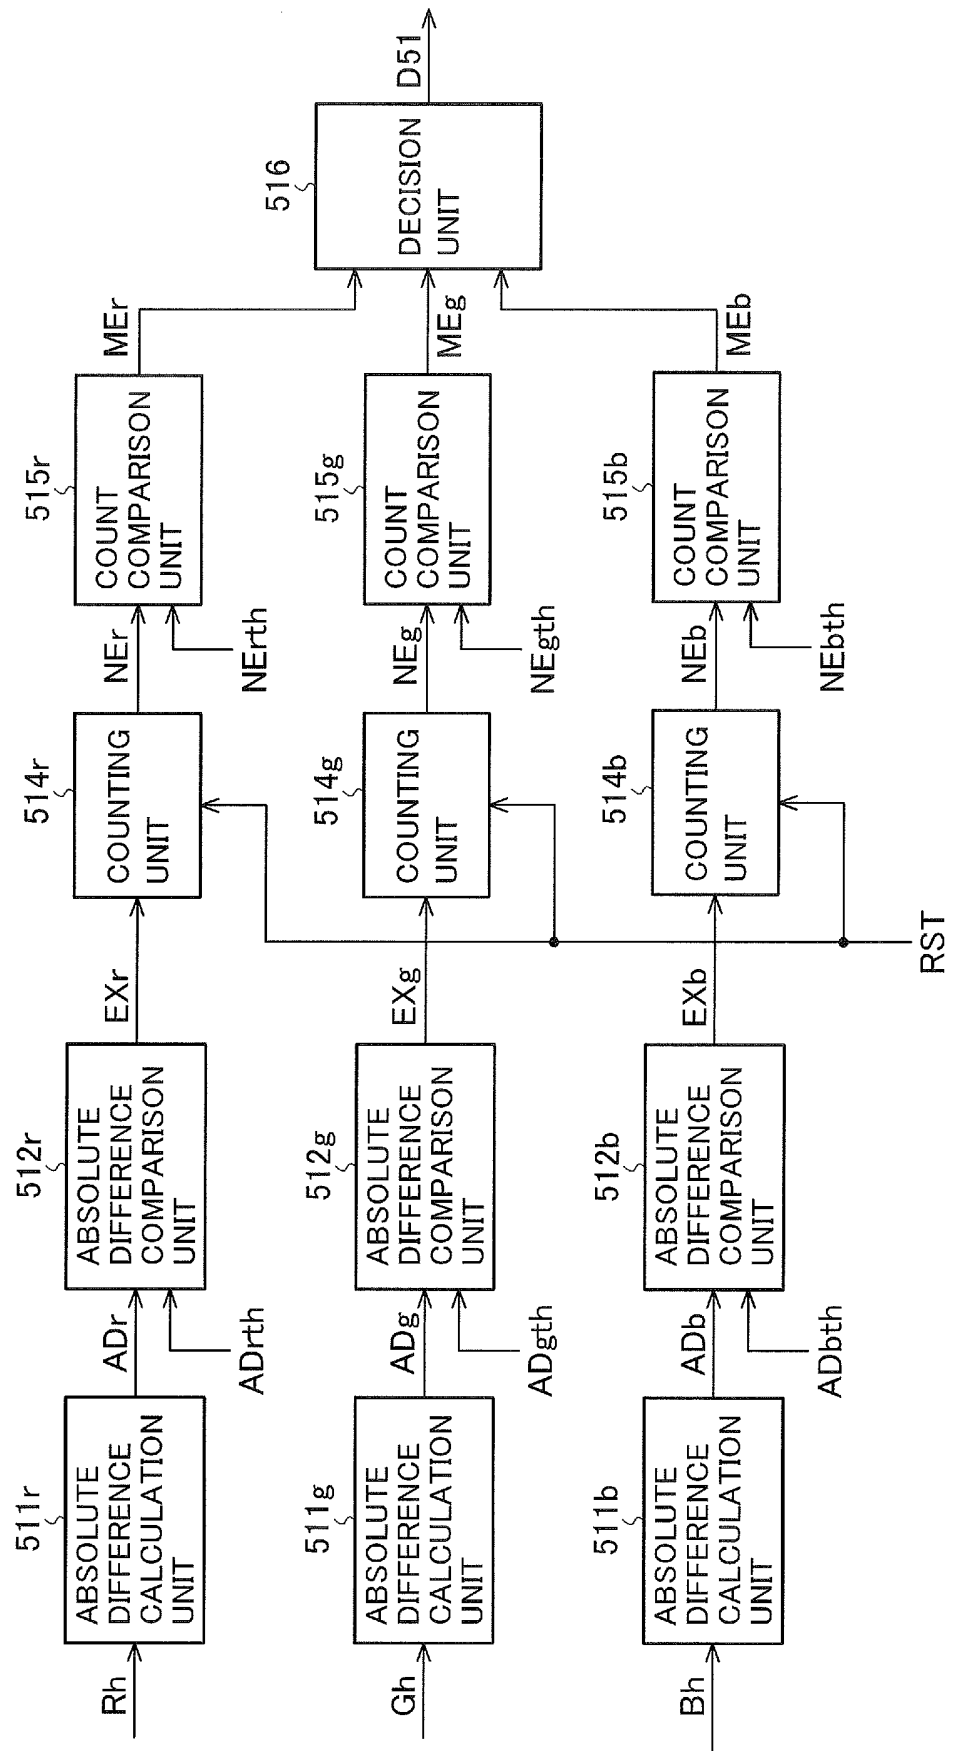 Rh
511r
ABSOLUTE
DIFFERENCE
CALCULATION
UNIT
ADr
ADrth
512r
ABSOLUTE
DIFFERENCE
COMPARISON
UNIT
EXr
514r
COUNTING
UNIT
NEr
NErth
515r
COUNT
COMPARISON
UNIT
MEr
Gh
511g
ABSOLUTE
DIFFERENCE
CALCULATION
UNIT
ADg
ADgth
512g
ABSOLUTE
DIFFERENCE
COMPARISON
UNIT
EXg
514g
COUNTING
UNIT
NEg
NEgth
515g
COUNT
COMPARISON
UNIT
MEg
516
DECISION
UNIT
D51
Bh
511b
ABSOLUTE
DIFFERENCE
CALCULATION
UNIT
ADb
ADbth
512b
ABSOLUTE
DIFFERENCE
COMPARISON
UNIT
EXb
514b
COUNTING
UNIT
NEb
NEbth
515b
COUNT
COMPARISON
UNIT
MEb
RST